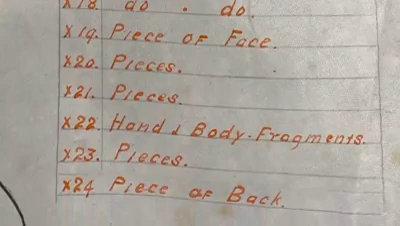 X18. do . do.
X19. Piece of Face.
X20. Pieces.
X21. Pieces.
X22. Hand & Body-Fragments.
X23. Pieces.
X24 Piece of Back.